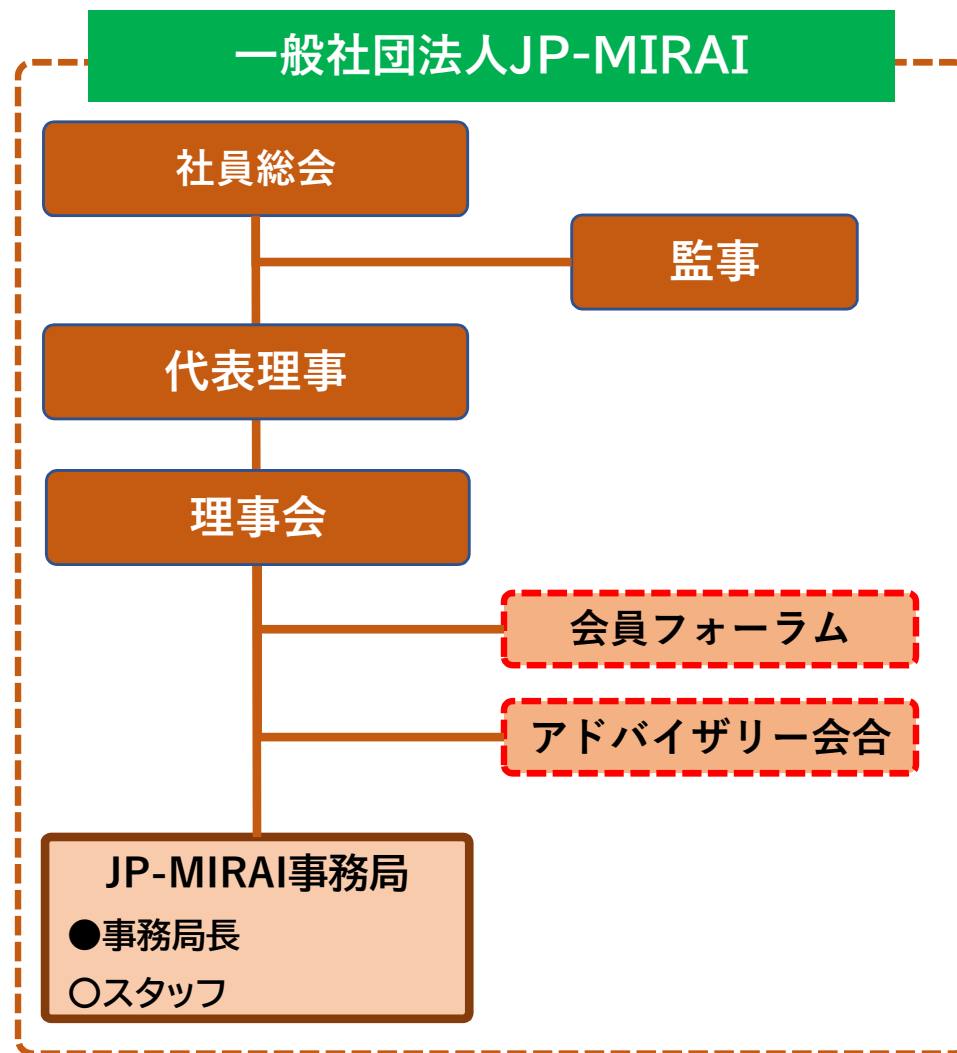 一般社団法人JP-MIRAI
社員総会
監事
代表理事
理事会
会員フォーラム
アドバイザリー会合
JP-MIRAI事務局
●事務局長
○スタッフ